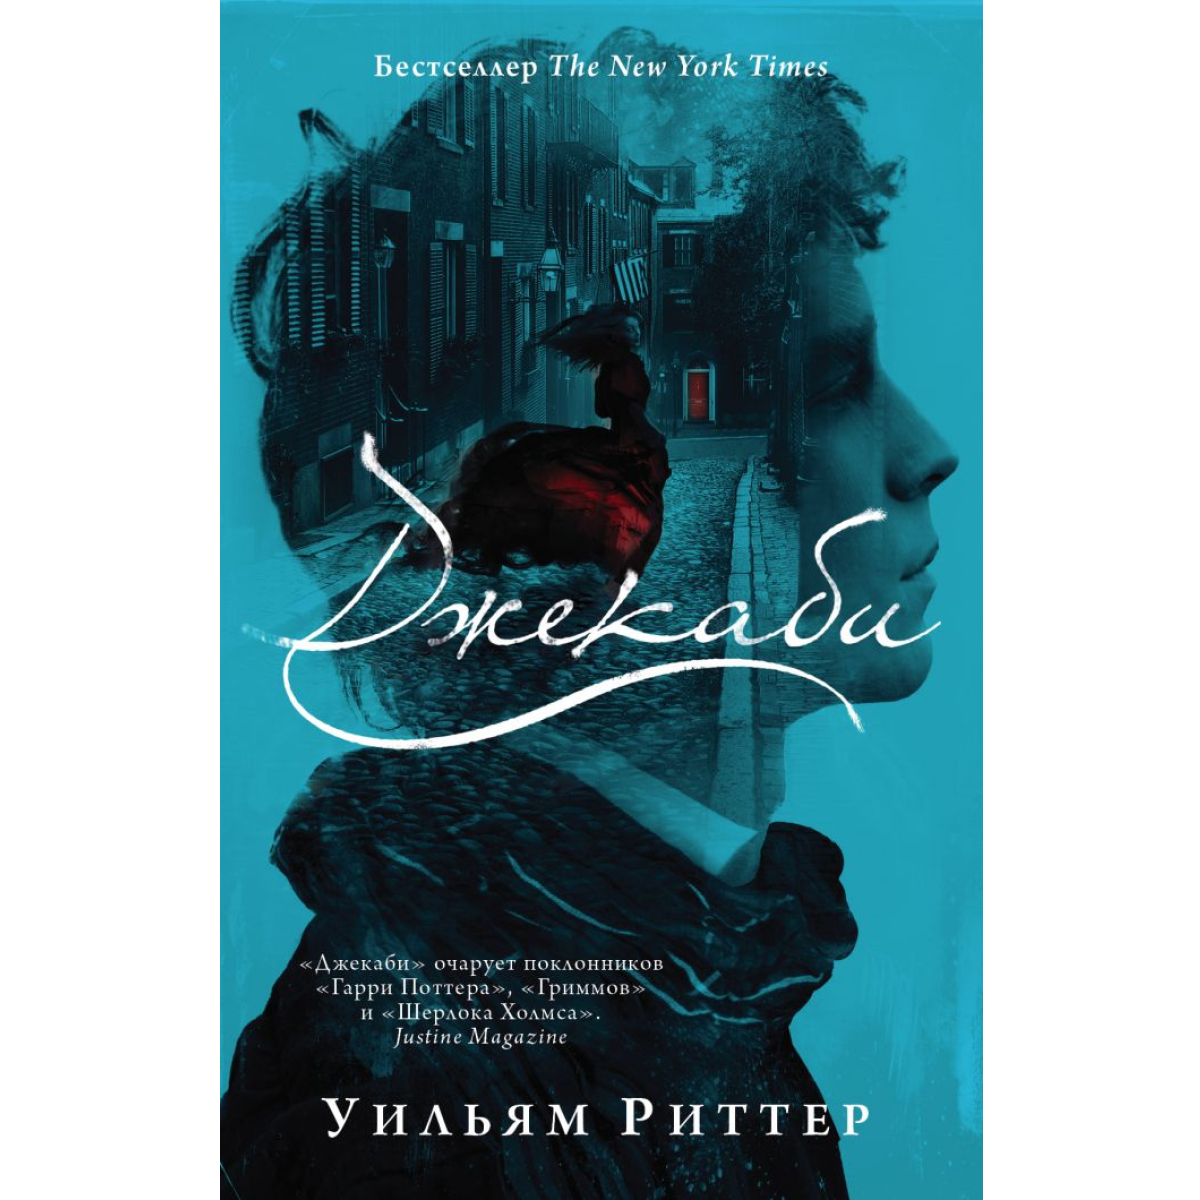 Бестселлер The New York Times
Джекаби
«Джекаби» очарует поклонников
«Гарри Поттера», «Гриммов»
и «Шерлока Холмса».
Justine Magazine
Уильям Риттер